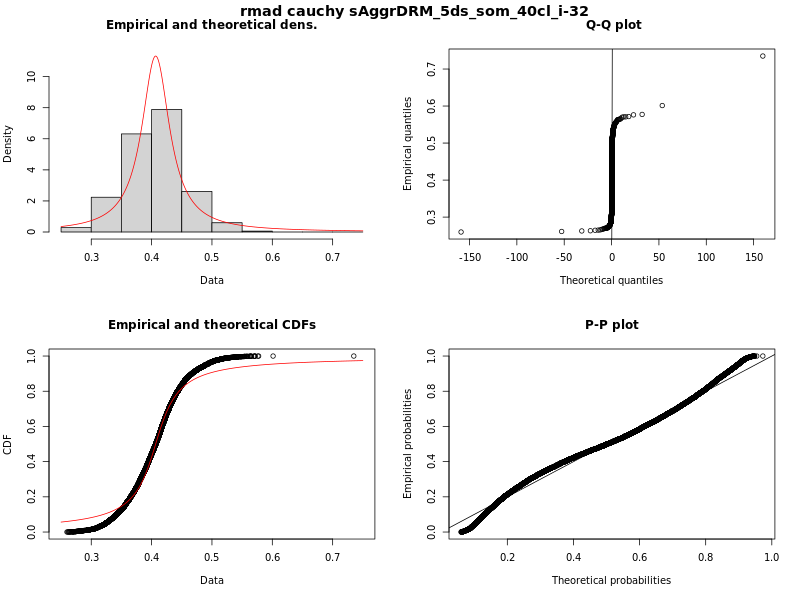 rmad cauchy sAggrDRM_5ds_som_40cl_i-32
Empirical and theoretical dens.
Density
0 2 4 6 8 10
0.3 0.4 0.5 0.6 0.7
Data
Q-Q plot
Empirical quantiles
0.3 0.4 0.5 0.6 0.7
-150 -100 -50 0 50 100 150
Theoretical quantiles
Empirical and theoretical CDFs
CDF
0.0 0.2 0.4 0.6 0.8 1.0
0.3 0.4 0.5 0.6 0.7
Data
P-P plot
Empirical probabilities
0.0 0.2 0.4 0.6 0.8 1.0
0.2 0.4 0.6 0.8 1.0
Theoretical probabilities